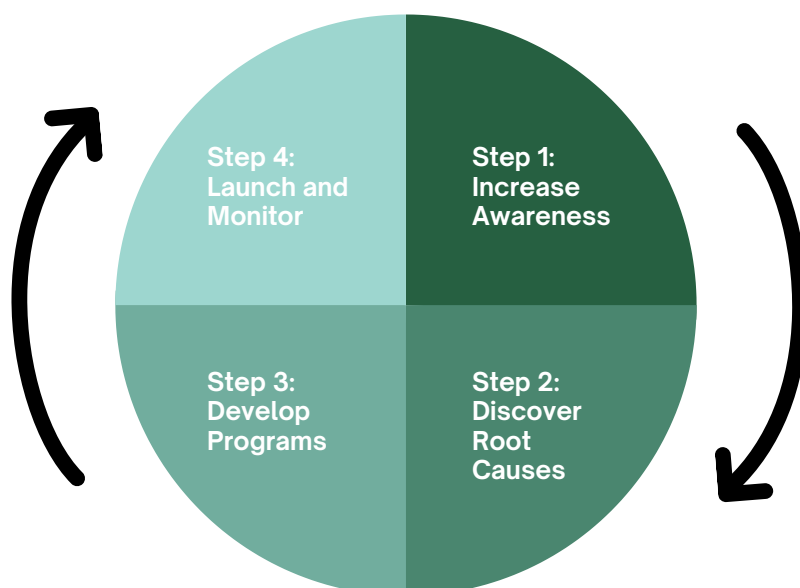 Step 1:
Increase
Awareness
Step 2:
Discover
Root
Causes
Step 3:
Develop
Programs
Step 4:
Launch and
Monitor